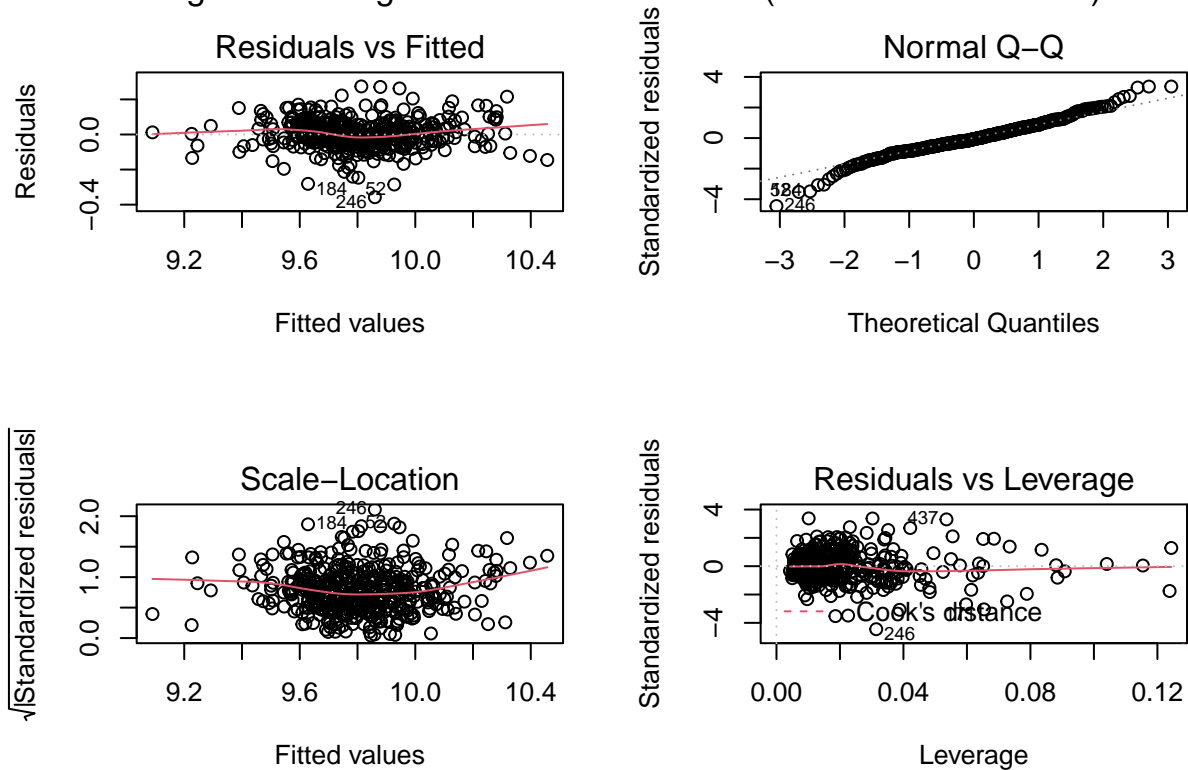 Residuals vs Fitted
Residuals
0.0
−0.4
184
52
246
9.2 9.6 10.0 10.4
Fitted values
Normal Q−Q
Standardized residuals
4
0
−4
246
−3 −2 −1 0 1 2 3
Theoretical Quantiles
Scale−Location
√|Standardized residuals|
2.0
1.0
0.0
246
184
52
9.2 9.6 10.0 10.4
Fitted values
Residuals vs Leverage
Standardized residuals
4
0
−4
437
Cook's distance
246
0.00 0.04 0.08 0.12
Leverage